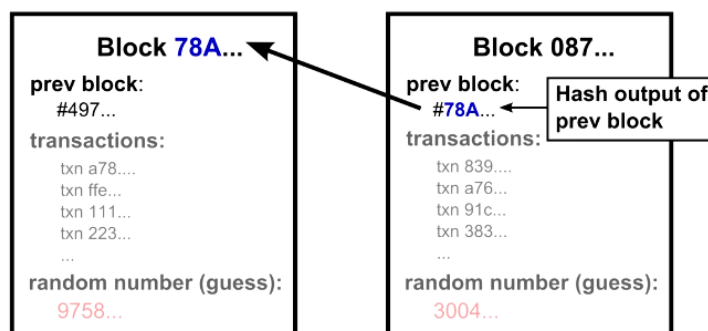 Block 78A...
prev block:
#497...
transactions:
txn a78....
txn ffe...
txn 111...
txn 223...
...
random number (guess):
9758...
Block 087...
prev block:
#78A...
Hash output of
prev block
transactions:
txn 839....
txn a76...
txn 91c...
txn 383...
...
random number (guess):
3004...